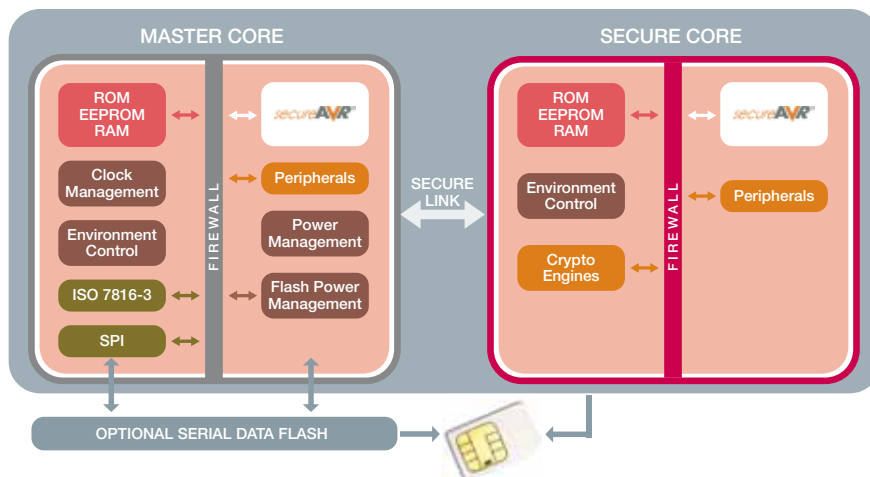 MASTER CORE
ROM
EEPROM
RAM
Clock
Management
Environment
Control
ISO 7816-3
SPI
FIREWALL
secureAVR
Peripherals
Power
Management
Flash Power
Management
SECURE
LINK
SECURE CORE
ROM
EEPROM
RAM
Environment
Control
Crypto
Engines
FIREWALL
secureAVR
Peripherals
OPTIONAL SERIAL DATA FLASH